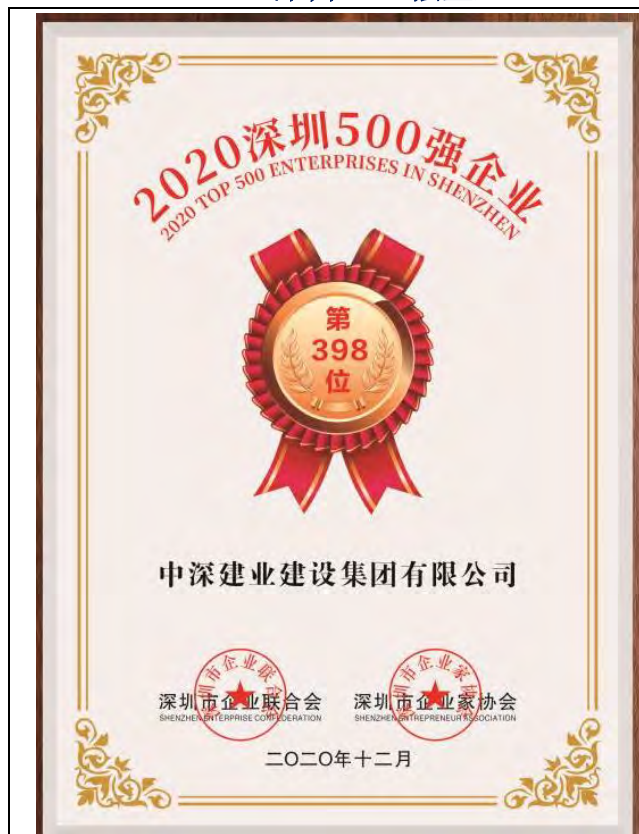 2020深圳500强企业
2020 TOP 500 ENTERPRISES IN SHENZHEN
第
398
位
中深建业建设集团有限公司
深圳市企业联合会
SHENZHEN ENTERPRISE CONFEDERATION
深圳市企业家协会
SHENZHEN ENTREPRENEUR ASSOCIATION
二〇二〇年十二月